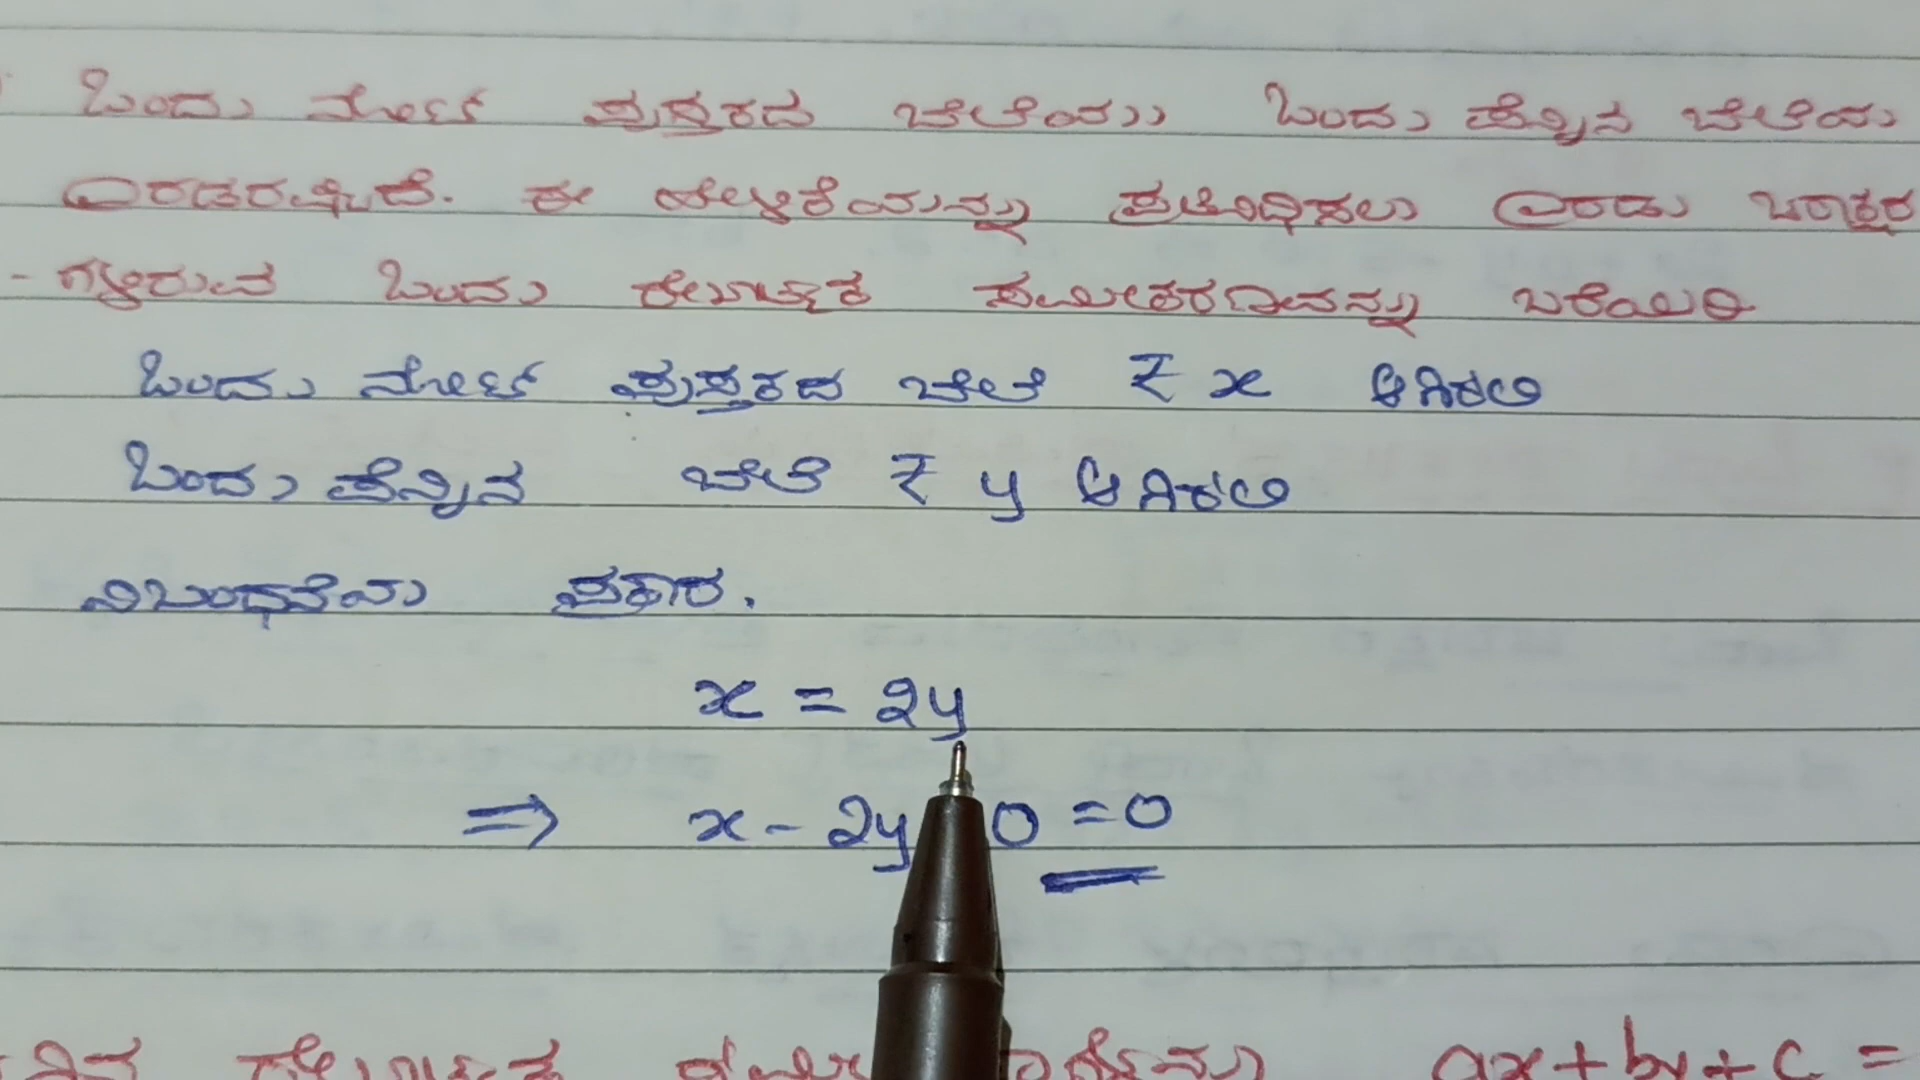 ಒಂದು ನೋಟ್ ಪುಸ್ತಕದ ಬೆಲೆಯು ಒಂದು ಪೆನ್ನಿನ ಬೆಲೆಯ
ಎರಡರಷ್ಟಿದೆ. ಈ ಹೇಳಿಕೆಯನ್ನು ಪ್ರತಿನಿಧಿಸಲು ಎರಡು ಚರಾಕ್ಷರ
-ಗಳಿರುವ ಒಂದು ರೇಖಾತ್ಮಕ ಸಮೀಕರಣವನ್ನು ಬರೆಯಿರಿ
ಒಂದು ನೋಟ್ ಪುಸ್ತಕದ ಬೆಲೆ ₹ x ಆಗಿರಲಿ
ಒಂದು ಪೆನ್ನಿನ ಬೆಲೆ ₹ y ಆಗಿರಲಿ
ನಿಬಂಧನೆಯ ಪ್ರಕಾರ.
x = 2y
⇒ x - 2y 0 = 0
ax + by + c =